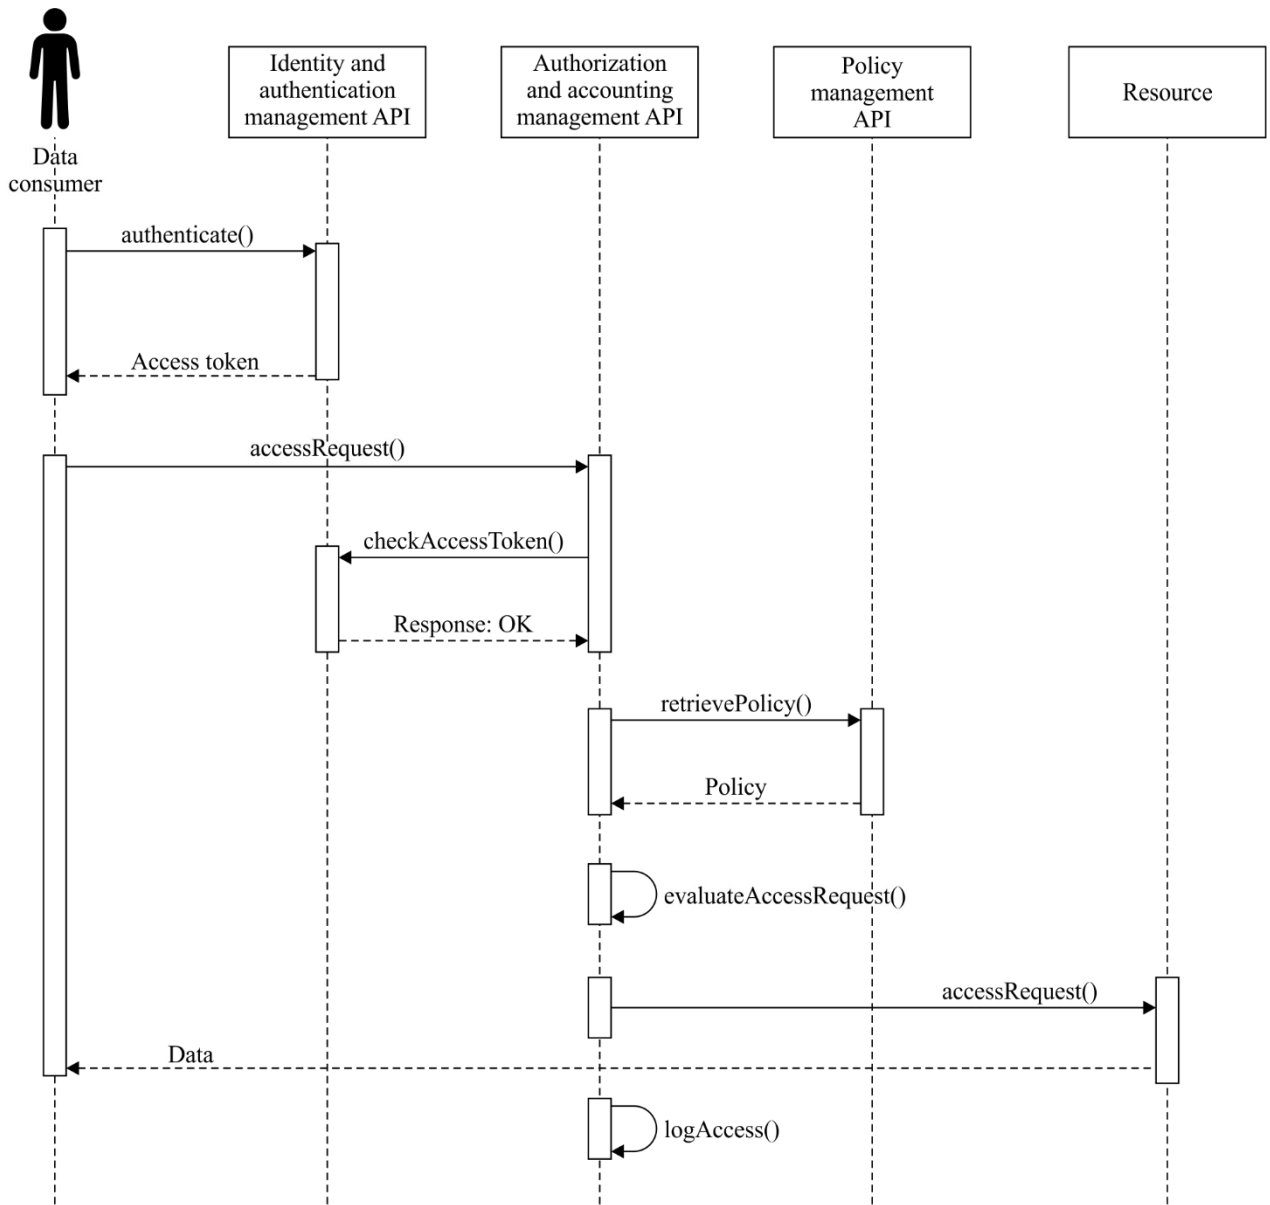 Identity and
authentication
management API
Authorization
and accounting
management API
Policy
management
API
Resource
Data
consumer
authenticate()
Access token
accessRequest()
checkAccessToken()
Response: OK
retrievePolicy()
Policy
evaluateAccessRequest()
accessRequest()
Data
logAccess()